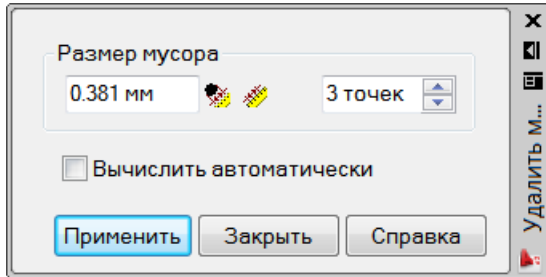 Размер мусора
0.381 мм
3 точек
Вычислить автоматически
Применить
Закрыть
Справка
Удалить м...